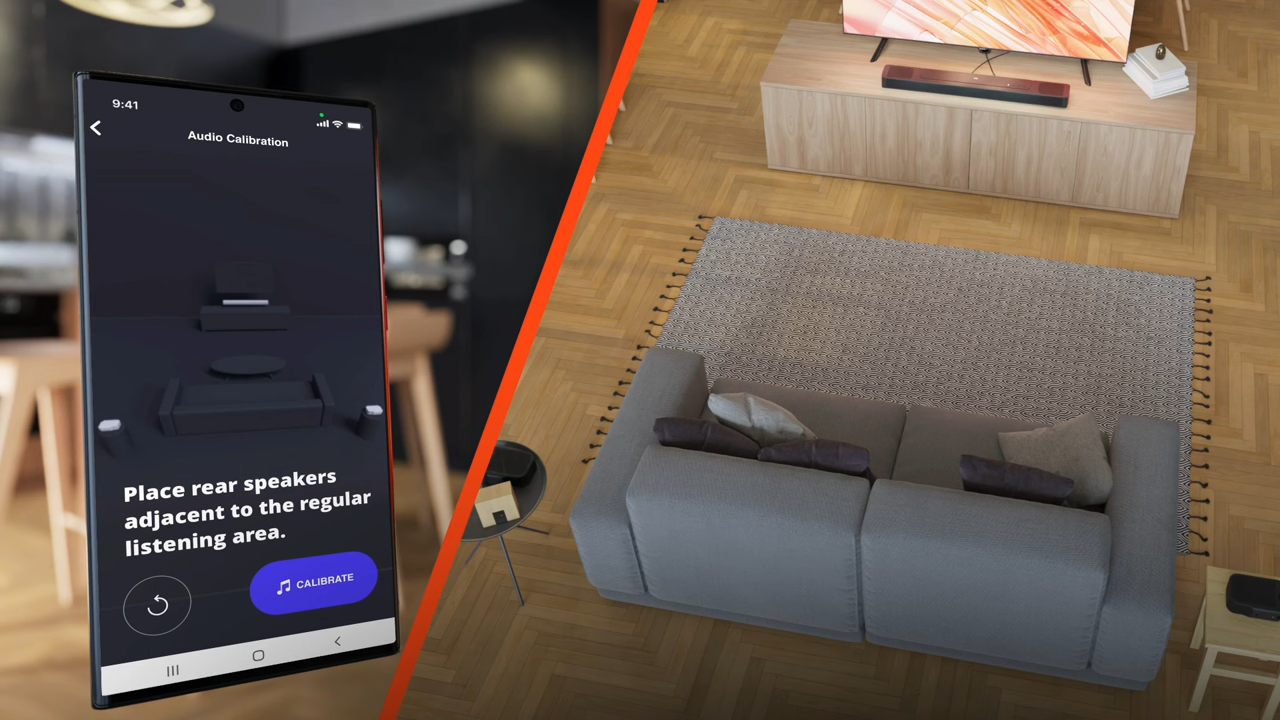 9:41
Audio Calibration
Place rear speakers
adjacent to the regular
listening area.
CALIBRATE